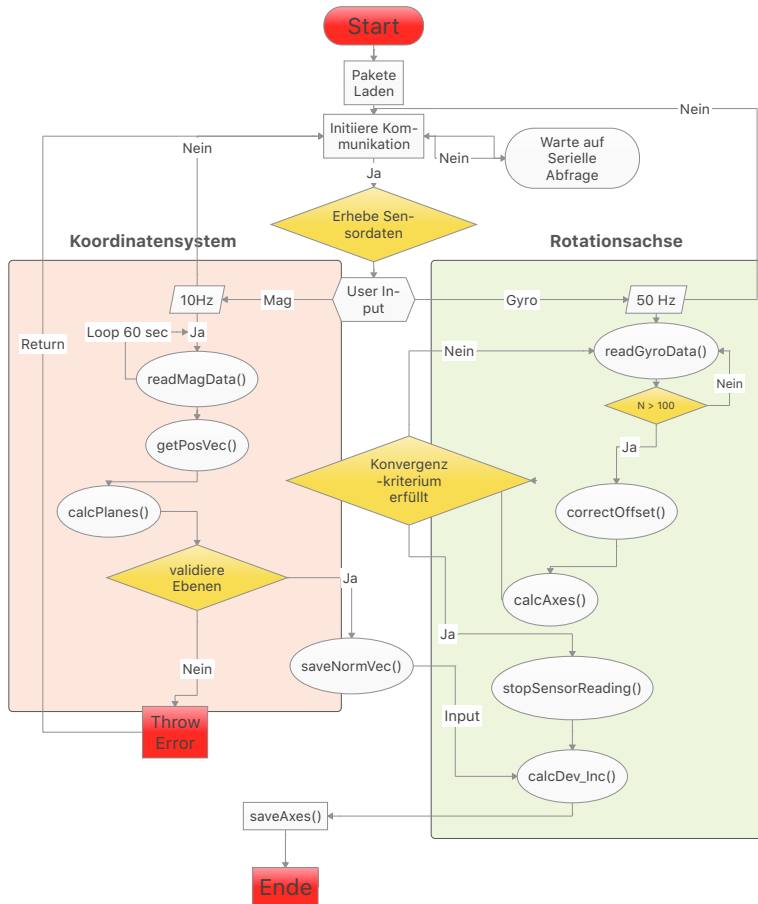 Start
Pakete
Laden
Nein
Initiiere Kom-
munikation
Nein
Nein
Warte auf
Serielle
Abfrage
Ja
Erhebe Sen-
sordaten
Koordinatensystem
Rotationsachse
10Hz
Mag
User In-
put
Gyro
50 Hz
Loop 60 sec
Ja
Return
readMagData()
Nein
readGyroData()
Nein
N > 100
getPosVec()
Ja
Konvergenz
-kriterium
erfüllt
calcPlanes()
correctOffset()
validiere
Ebenen
Ja
calcAxes()
Ja
saveNormVec()
Nein
stopSensorReading()
Input
Throw
Error
calcDev_Inc()
saveAxes()
Ende